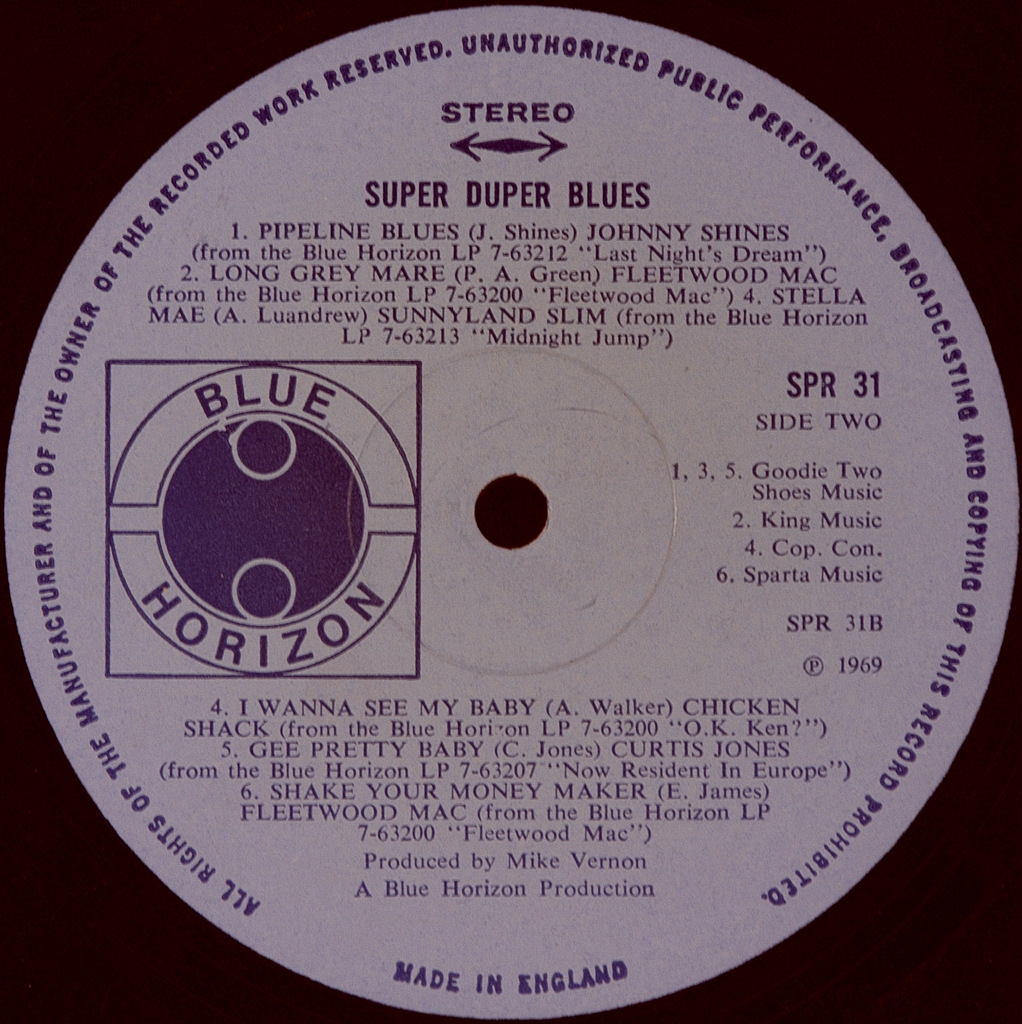 ALL RIGHTS OF THE MANUFACTURER AND OF THE OWNER OF THE RECORDED WORK RESERVED. UNAUTHORIZED PUBLIC PERFORMANCE, BROADCASTING AND COPYING OF THIS RECORD PROHIBITED.
STEREO
SUPER DUPER BLUES
1. PIPELINE BLUES (J. Shines) JOHNNY SHINES
(from the Blue Horizon LP 7-63212 "Last Night's Dream")
2. LONG GREY MARE (P. A. Green) FLEETWOOD MAC
(from the Blue Horizon LP 7-63200 "Fleetwood Mac") 4. STELLA
MAE (A. Luandrew) SUNNYLAND SLIM (from the Blue Horizon
LP 7-63213 "Midnight Jump")
BLUE
HORIZON
SPR 31
SIDE TWO
1, 3, 5. Goodie Two
Shoes Music
2. King Music
4. Cop. Con.
6. Sparta Music
SPR 31B
℗ 1969
4. I WANNA SEE MY BABY (A. Walker) CHICKEN
SHACK (from the Blue Horizon LP 7-63200 "O.K. Ken?")
5. GEE PRETTY BABY (C. Jones) CURTIS JONES
(from the Blue Horizon LP 7-63207 "Now Resident In Europe")
6. SHAKE YOUR MONEY MAKER (E. James)
FLEETWOOD MAC (from the Blue Horizon LP
7-63200 "Fleetwood Mac")
Produced by Mike Vernon
A Blue Horizon Production
MADE IN ENGLAND